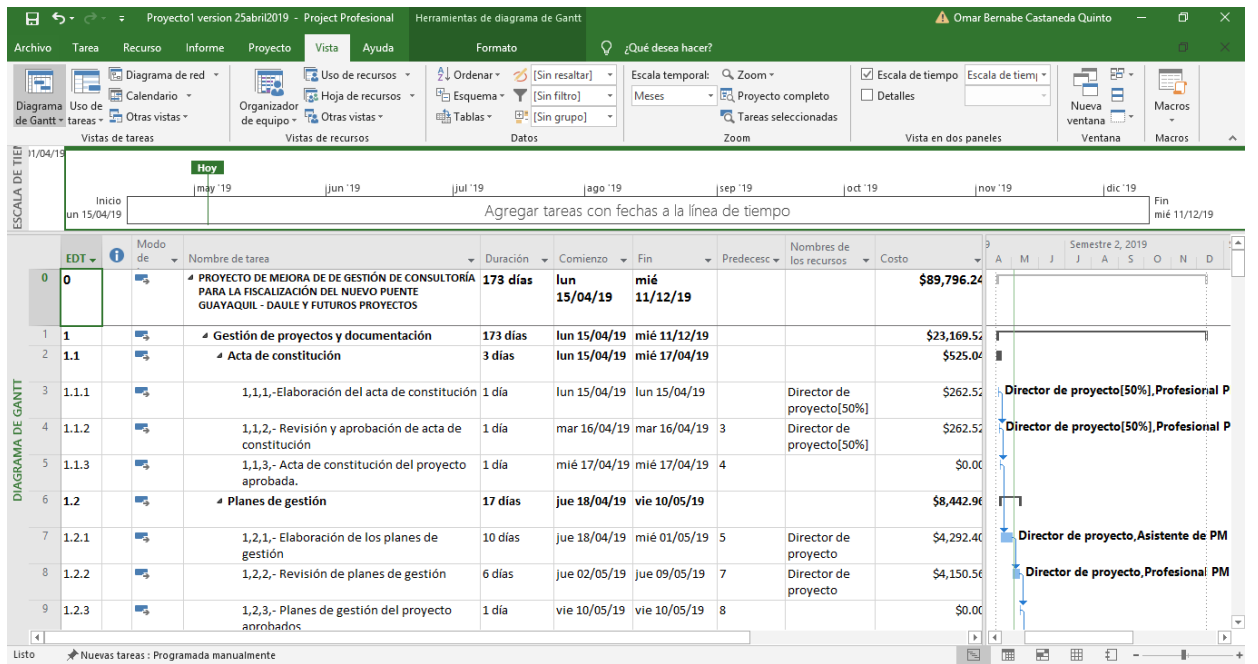 Proyecto1 version 25abril2019 - Project Profesional
Herramientas de diagrama de Gantt
Omar Bernabe Castaneda Quinto
Archivo Tarea Recurso Informe Proyecto Vista Ayuda Formato ¿Qué desea hacer?
Diagrama de Gantt
Uso de tareas
Diagrama de red
Calendario
Otras vistas
Vistas de tareas
Organizador de equipo
Uso de recursos
Hoja de recursos
Otras vistas
Vistas de recursos
Ordenar
Esquema
Tablas
[Sin resaltar]
[Sin filtro]
[Sin grupo]
Datos
Escala temporal:
Meses
Zoom
Proyecto completo
Tareas seleccionadas
Zoom
Escala de tiempo
Escala de tiemp
Detalles
Vista en dos paneles
Nueva ventana
Ventana
Macros
Macros
ESCALA DE TIEM
01/04/19
Hoy
may '19 jun '19 jul '19 ago '19 sep '19 oct '19 nov '19 dic '19
Inicio
lun 15/04/19
Agregar tareas con fechas a la línea de tiempo
Fin
mié 11/12/19
DIAGRAMA DE GANTT
EDT Modo de Nombre de tarea Duración Comienzo Fin Predecesc Nombres de los recursos Costo
9 Semestre 2, 2019
A M J J A S O N D
0 0 PROYECTO DE MEJORA DE DE GESTIÓN DE CONSULTORÍA 173 días lun mié $89,796.24
PARA LA FISCALIZACIÓN DEL NUEVO PUENTE 15/04/19 11/12/19
GUAYAQUIL - DAULE Y FUTUROS PROYECTOS
1 1 Gestión de proyectos y documentación 173 días lun 15/04/19 mié 11/12/19 $23,169.52
2 1.1 Acta de constitución 3 días lun 15/04/19 mié 17/04/19 $525.04
3 1.1.1 1,1,1,-Elaboración del acta de constitución 1 día lun 15/04/19 lun 15/04/19 Director de $262.52 Director de proyecto[50%],Profesional P
proyecto[50%]
4 1.1.2 1,1,2,- Revisión y aprobación de acta de 1 día mar 16/04/19 mar 16/04/19 3 Director de $262.52 Director de proyecto[50%],Profesional P
constitución proyecto[50%]
5 1.1.3 1,1,3,- Acta de constitución del proyecto 1 día mié 17/04/19 mié 17/04/19 4 $0.00
aprobada.
6 1.2 Planes de gestión 17 días jue 18/04/19 vie 10/05/19 $8,442.96
7 1.2.1 1,2,1,- Elaboración de los planes de 10 días jue 18/04/19 mié 01/05/19 5 Director de $4,292.40 Director de proyecto,Asistente de PM
gestión proyecto
8 1.2.2 1,2,2,- Revisión de planes de gestión 6 días jue 02/05/19 jue 09/05/19 7 Director de $4,150.56 Director de proyecto,Profesional PM
proyecto
9 1.2.3 1,2,3,- Planes de gestión del proyecto 1 día vie 10/05/19 vie 10/05/19 8 $0.00
aprobados
Listo Nuevas tareas : Programada manualmente